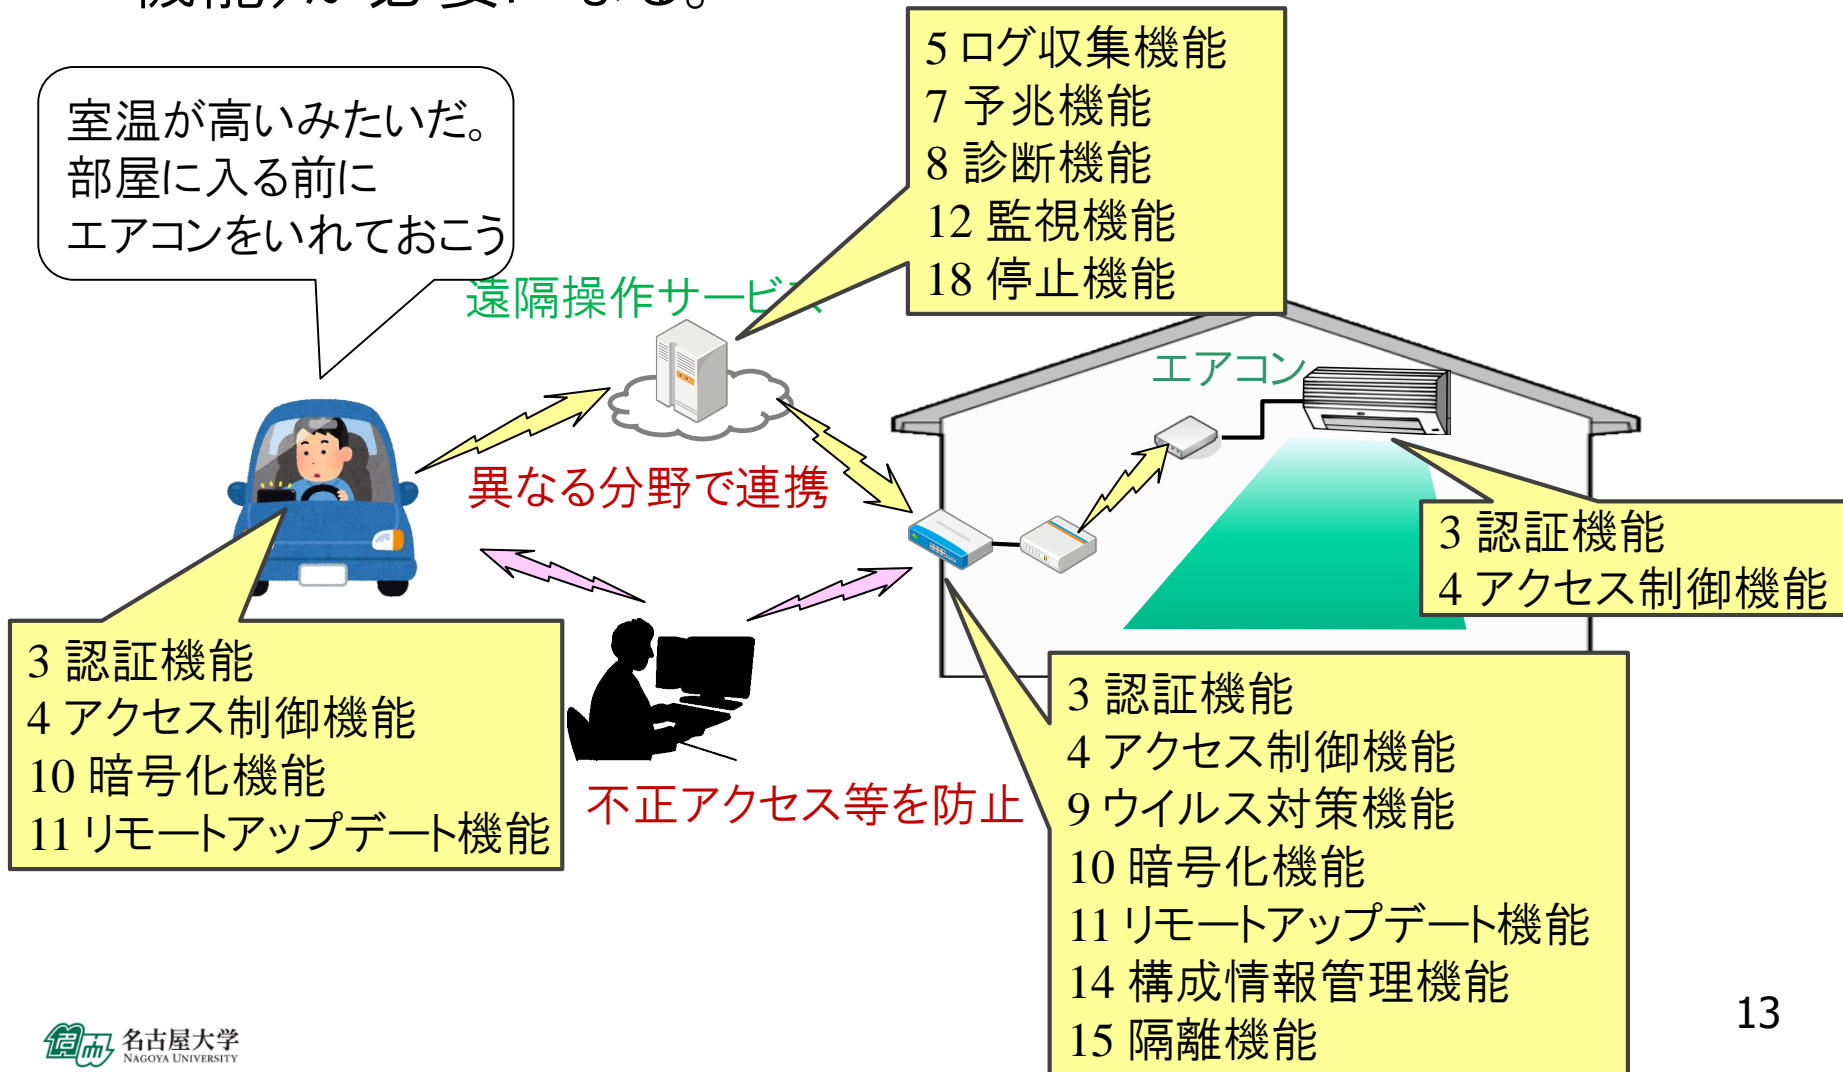 が必要になる。
5 ログ収集機能
7 予兆機能
8 診断機能
12 監視機能
18 停止機能
室温が高いみたいだ。
部屋に入る前に
エアコンをいれておこう
遠隔操作サービス
エアコン
異なる分野で連携
3 認証機能
4 アクセス制御機能
3 認証機能
4 アクセス制御機能
10 暗号化機能
11 リモートアップデート機能
不正アクセス等を防止
3 認証機能
4 アクセス制御機能
9 ウイルス対策機能
10 暗号化機能
11 リモートアップデート機能
14 構成情報管理機能
15 隔離機能
名古屋大学
NAGOYA UNIVERSITY
13